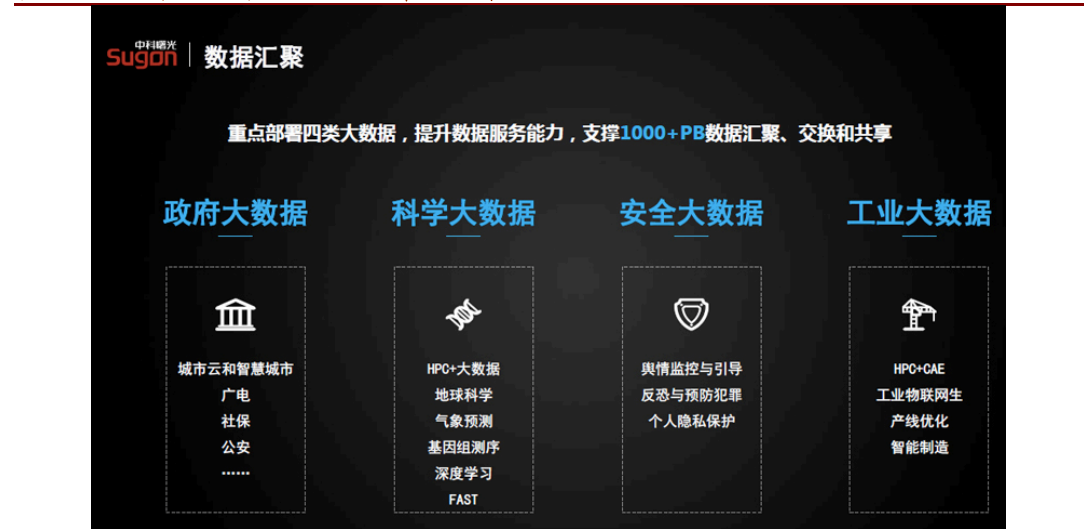 中科曙光
Sugon
数据汇聚
重点部署四类大数据，提升数据服务能力，支撑1000+PB数据汇聚、交换和共享
政府大数据
城市云和智慧城市
广电
社保
公安
······
科学大数据
HPC+大数据
地球科学
气象预测
基因组测序
深度学习
FAST
安全大数据
舆情监控与引导
反恐与预防犯罪
个人隐私保护
工业大数据
HPC+CAE
工业物联网生
产线优化
智能制造